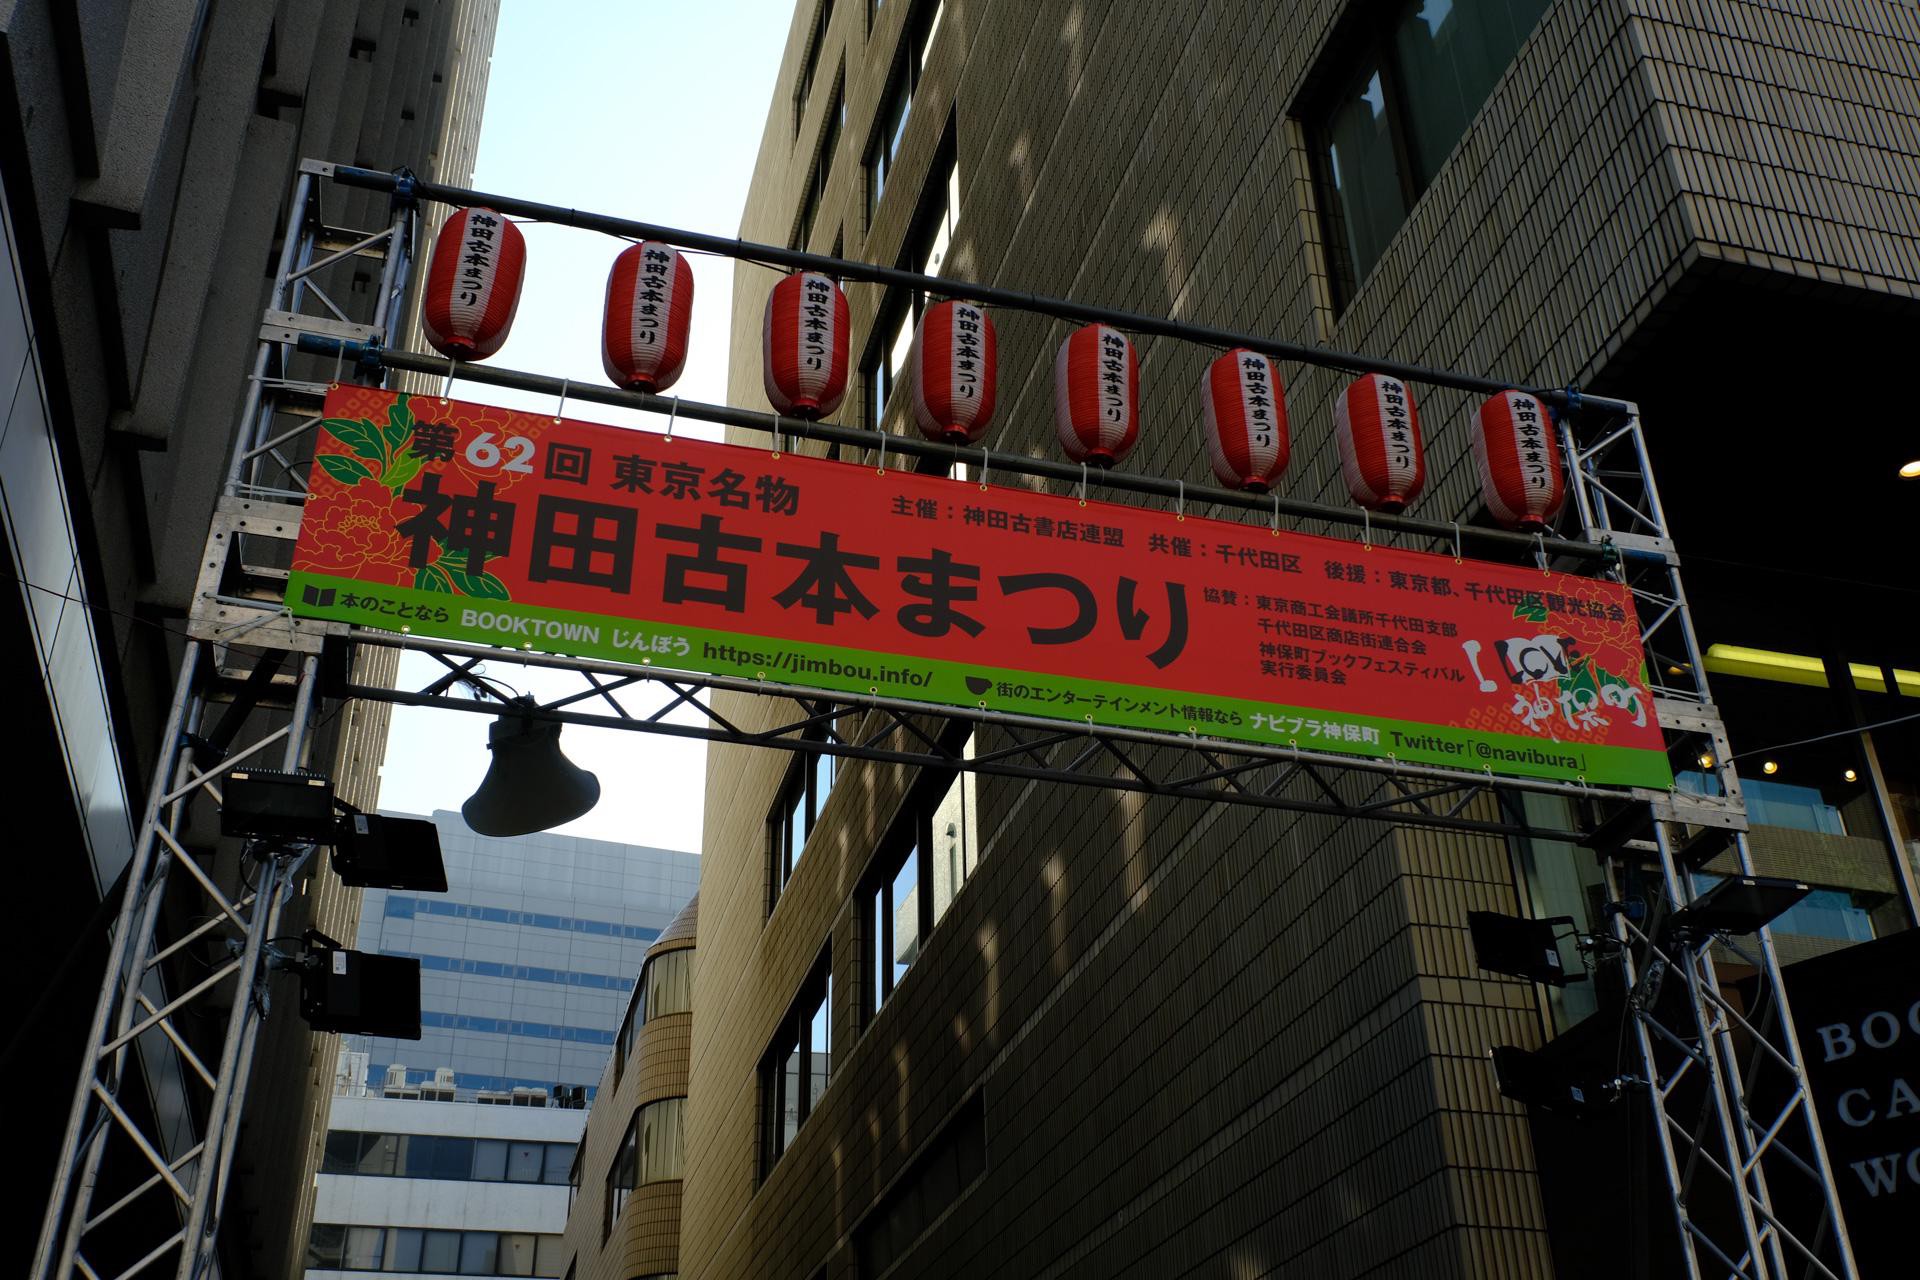 神田古本まつり
神田古本まつり
神田古本まつり
神田古本まつり
神田古本まつり
神田古本まつり
神田古本まつり
神田古本まつり
第62回 東京名物
神田古本まつり
主催：神田古書店連盟 共催：千代田区 後援：東京都、千代田区観光協会
協賛：東京商工会議所千代田支部
千代田区商店街連合会
神保町ブックフェスティバル
実行委員会
I LOVE
神保町
本のことなら BOOKTOWN じんぼう https://jimbou.info/ 街のエンターテインメント情報なら ナビブラ神保町 Twitter「@navibura」
BOO
CA
WO